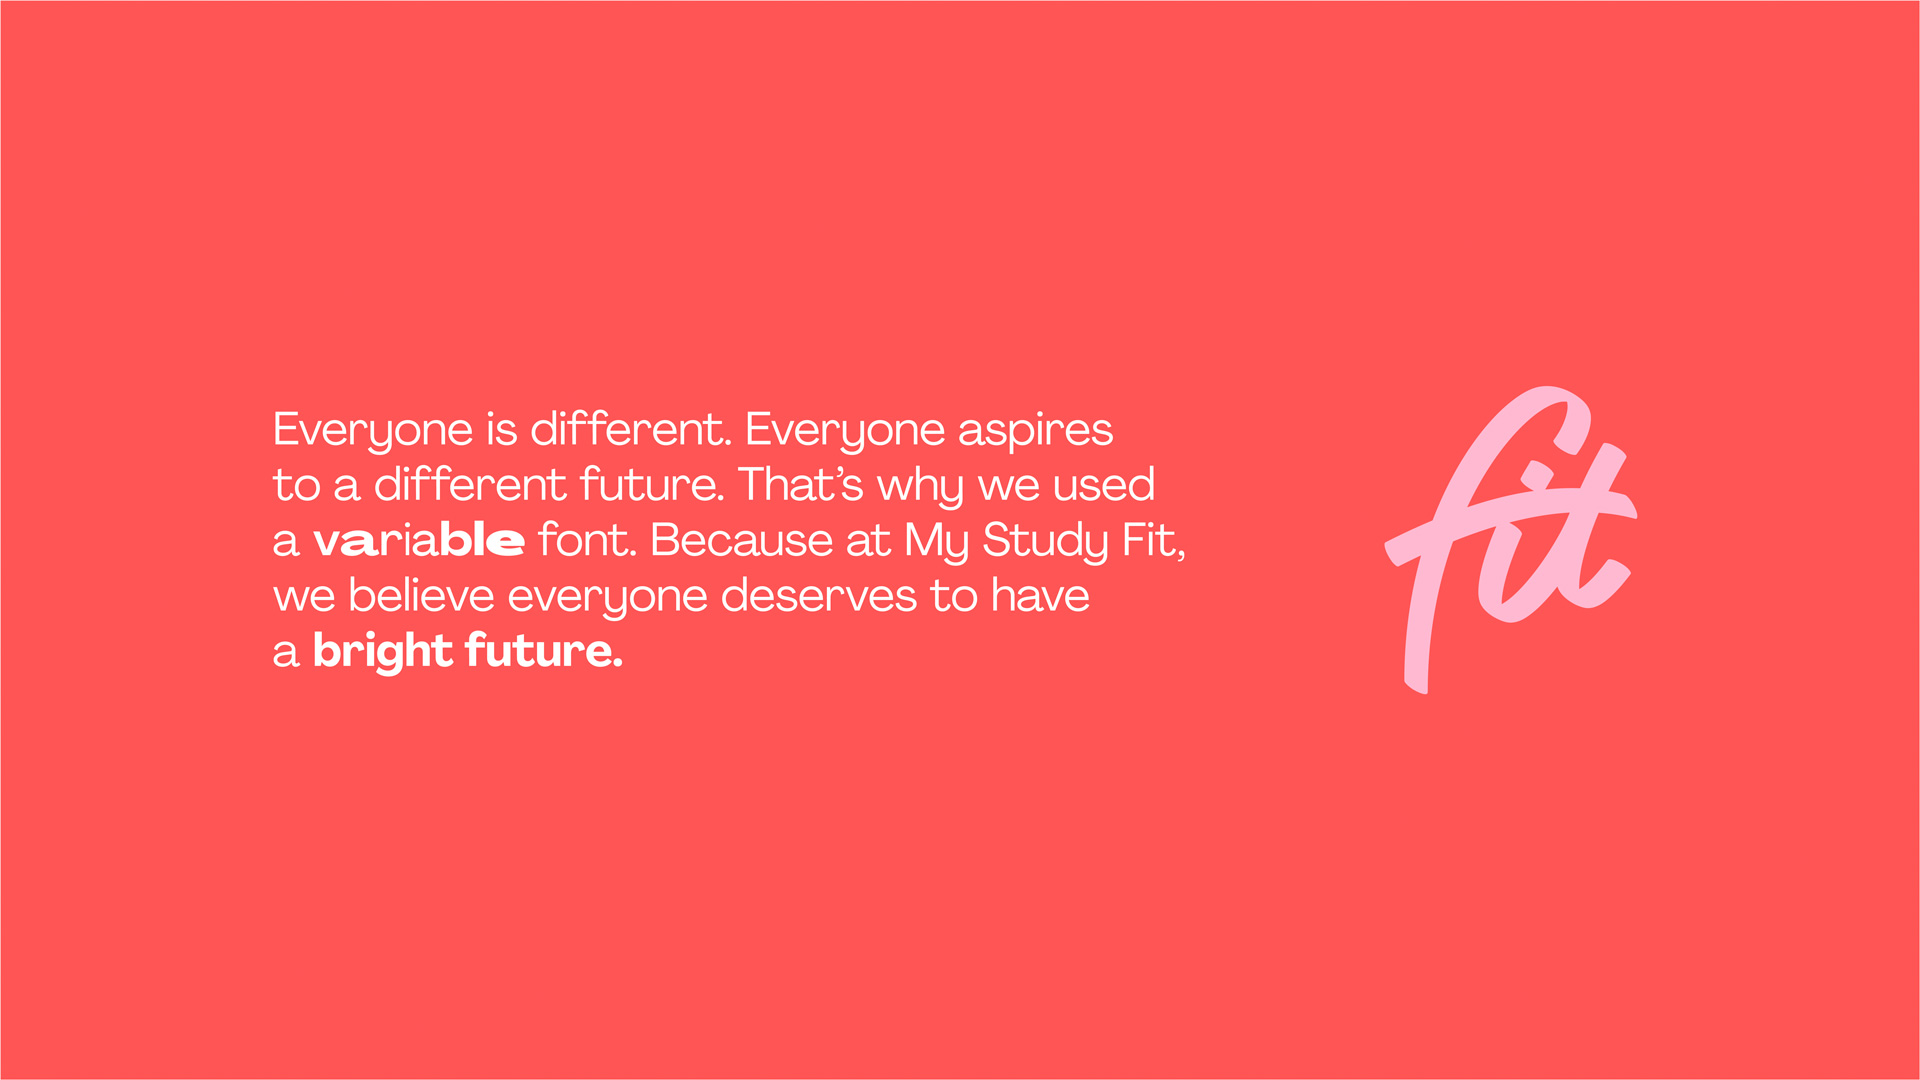 Everyone is different. Everyone aspires
to a different future. That’s why we used
a variable font. Because at My Study Fit,
we believe everyone deserves to have
a bright future.
fit